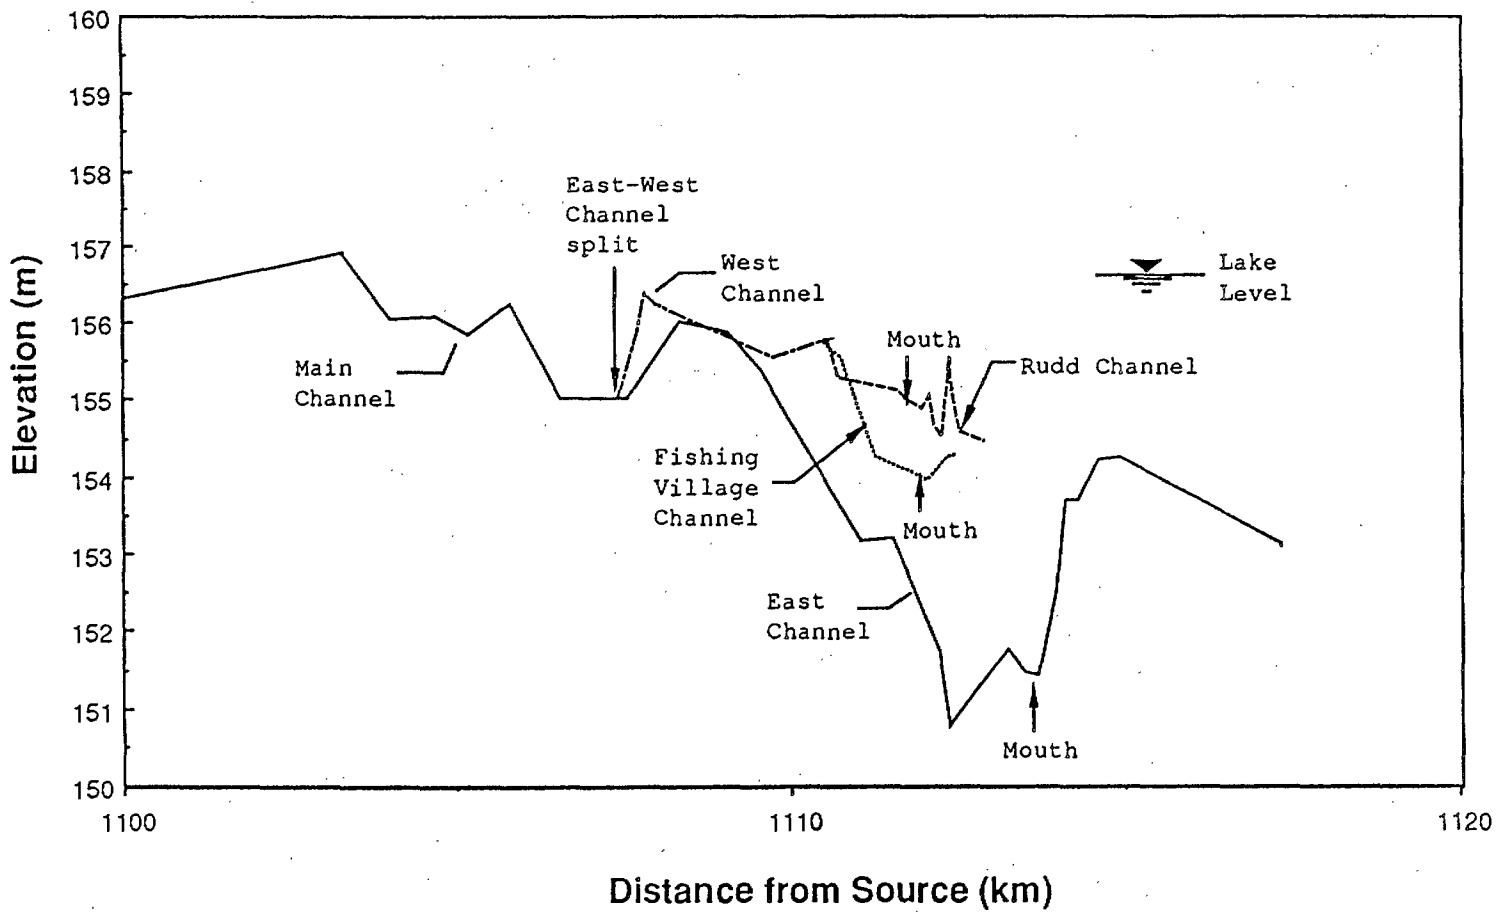 160
159
158
157
156
155
154
153
152
151
150
Elevation (m)
East-West
Channel
split
West
Channel
Lake
Level
Main
Channel
Mouth
Rudd Channel
Fishing
Village
Channel
Mouth
East
Channel
Mouth
1100
1110
1120
Distance from Source (km)